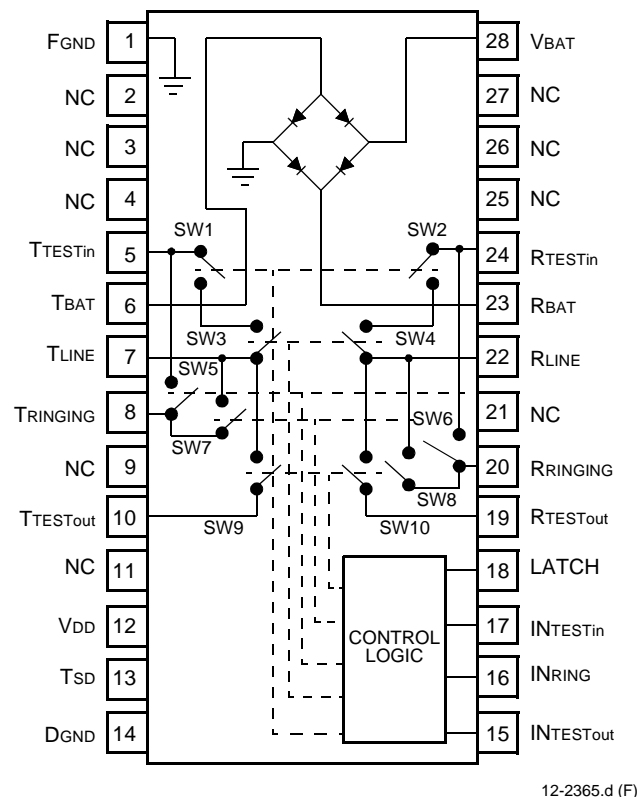 FGND 1
NC 2
NC 3
NC 4
TTESTin 5
TBAT 6
TLINE 7
TRINGING 8
NC 9
TTESTout 10
NC 11
VDD 12
TSD 13
DGND 14
28 VBAT
27 NC
26 NC
25 NC
24 RTESTin
23 RBAT
22 RLINE
21 NC
20 RRINGING
19 RTESTout
18 LATCH
17 INTESTin
16 INRING
15 INTESTout
SW1
SW2
SW3
SW4
SW5
SW6
SW7
SW8
SW9
SW10
CONTROL
LOGIC
12-2365.d (F)